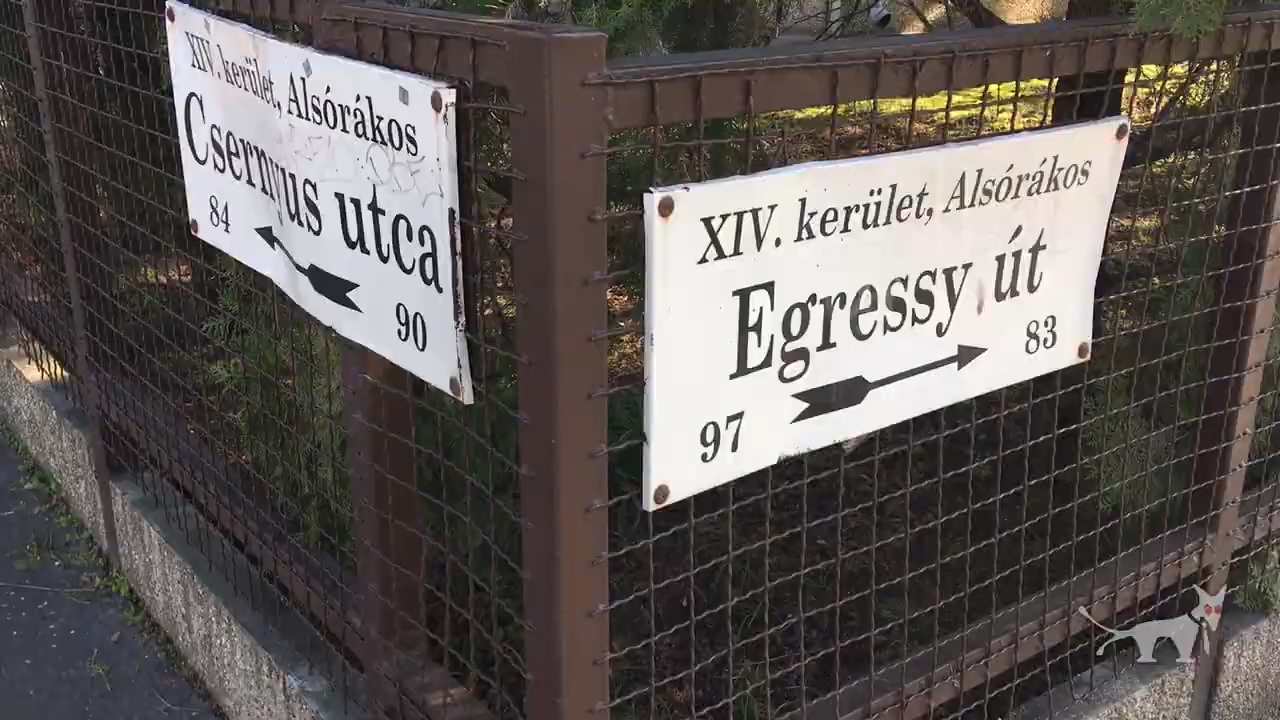 XIV. kerület, Alsórákos
Csernyus utca
84
90
XIV. kerület, Alsórákos
Egressy út
97
83